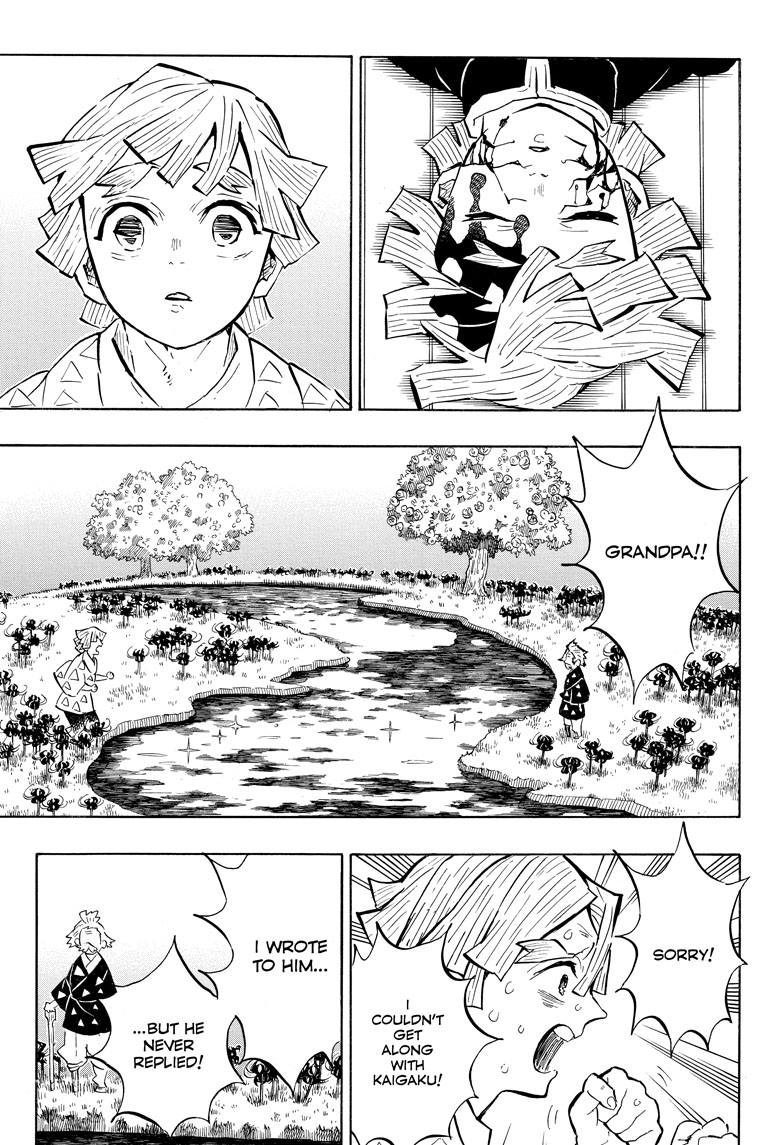 GRANDPA!!
SORRY!
I
COULDN'T
GET
ALONG
WITH
KAIGAKU!
I WROTE
TO HIM...
...BUT HE
NEVER
REPLIED!